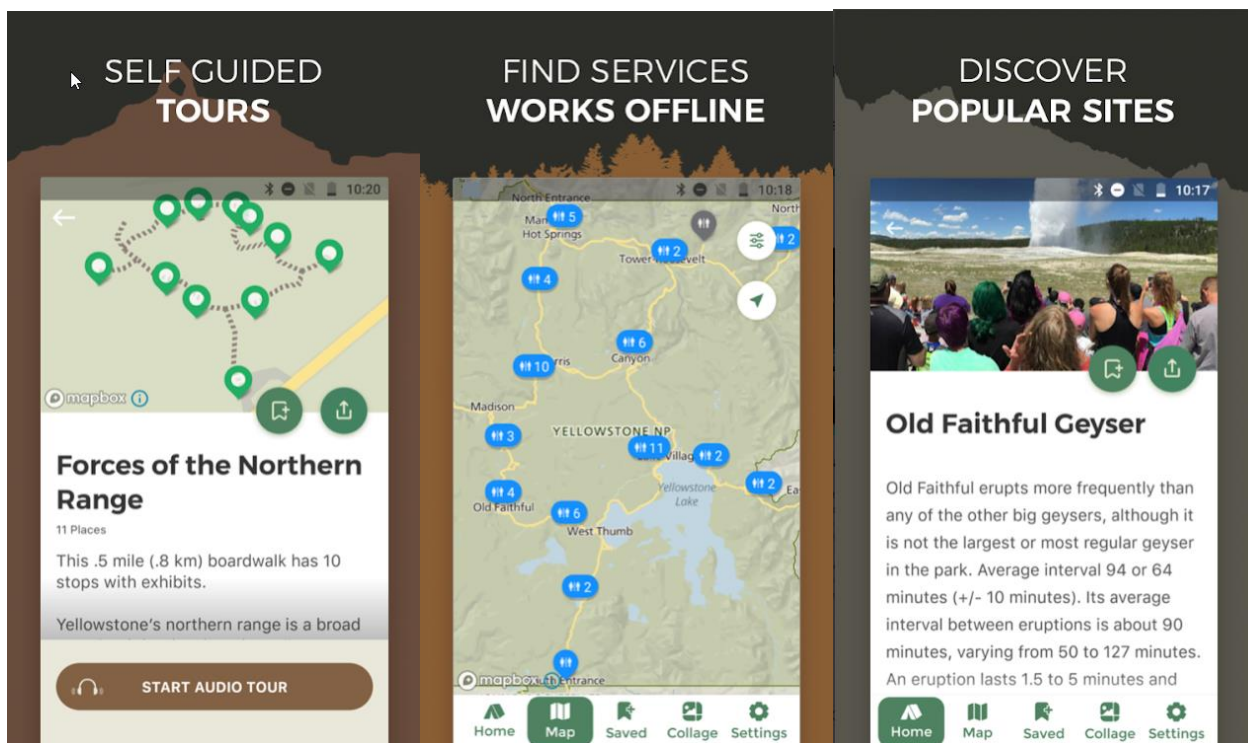 SELF GUIDED
TOURS
10:20
mapbox
Forces of the Northern
Range
11 Places
This .5 mile (.8 km) boardwalk has 10
stops with exhibits.
Yellowstone's northern range is a broad
START AUDIO TOUR
FIND SERVICES
WORKS OFFLINE
10:18
North Entrance
North
5
Hot Springs
2
2
Tower
4
6
Canyon
10
Madison
YELLOWSTONE NP
3
11
Villag
2
Yellowstone
Lake
2
Ea
4
Old Faithful
6
West Thumb
2
Entrance
mapbox
Home
Map
Saved
Collage
Settings
DISCOVER
POPULAR SITES
10:17
Old Faithful Geyser
Old Faithful erupts more frequently than
any of the other big geysers, although it
is not the largest or most regular geyser
in the park. Average interval 94 or 64
minutes (+/- 10 minutes). Its average
interval between eruptions is about 90
minutes, varying from 50 to 127 minutes.
An eruption lasts 1.5 to 5 minutes and
Home
Map
Saved
Collage
Settings